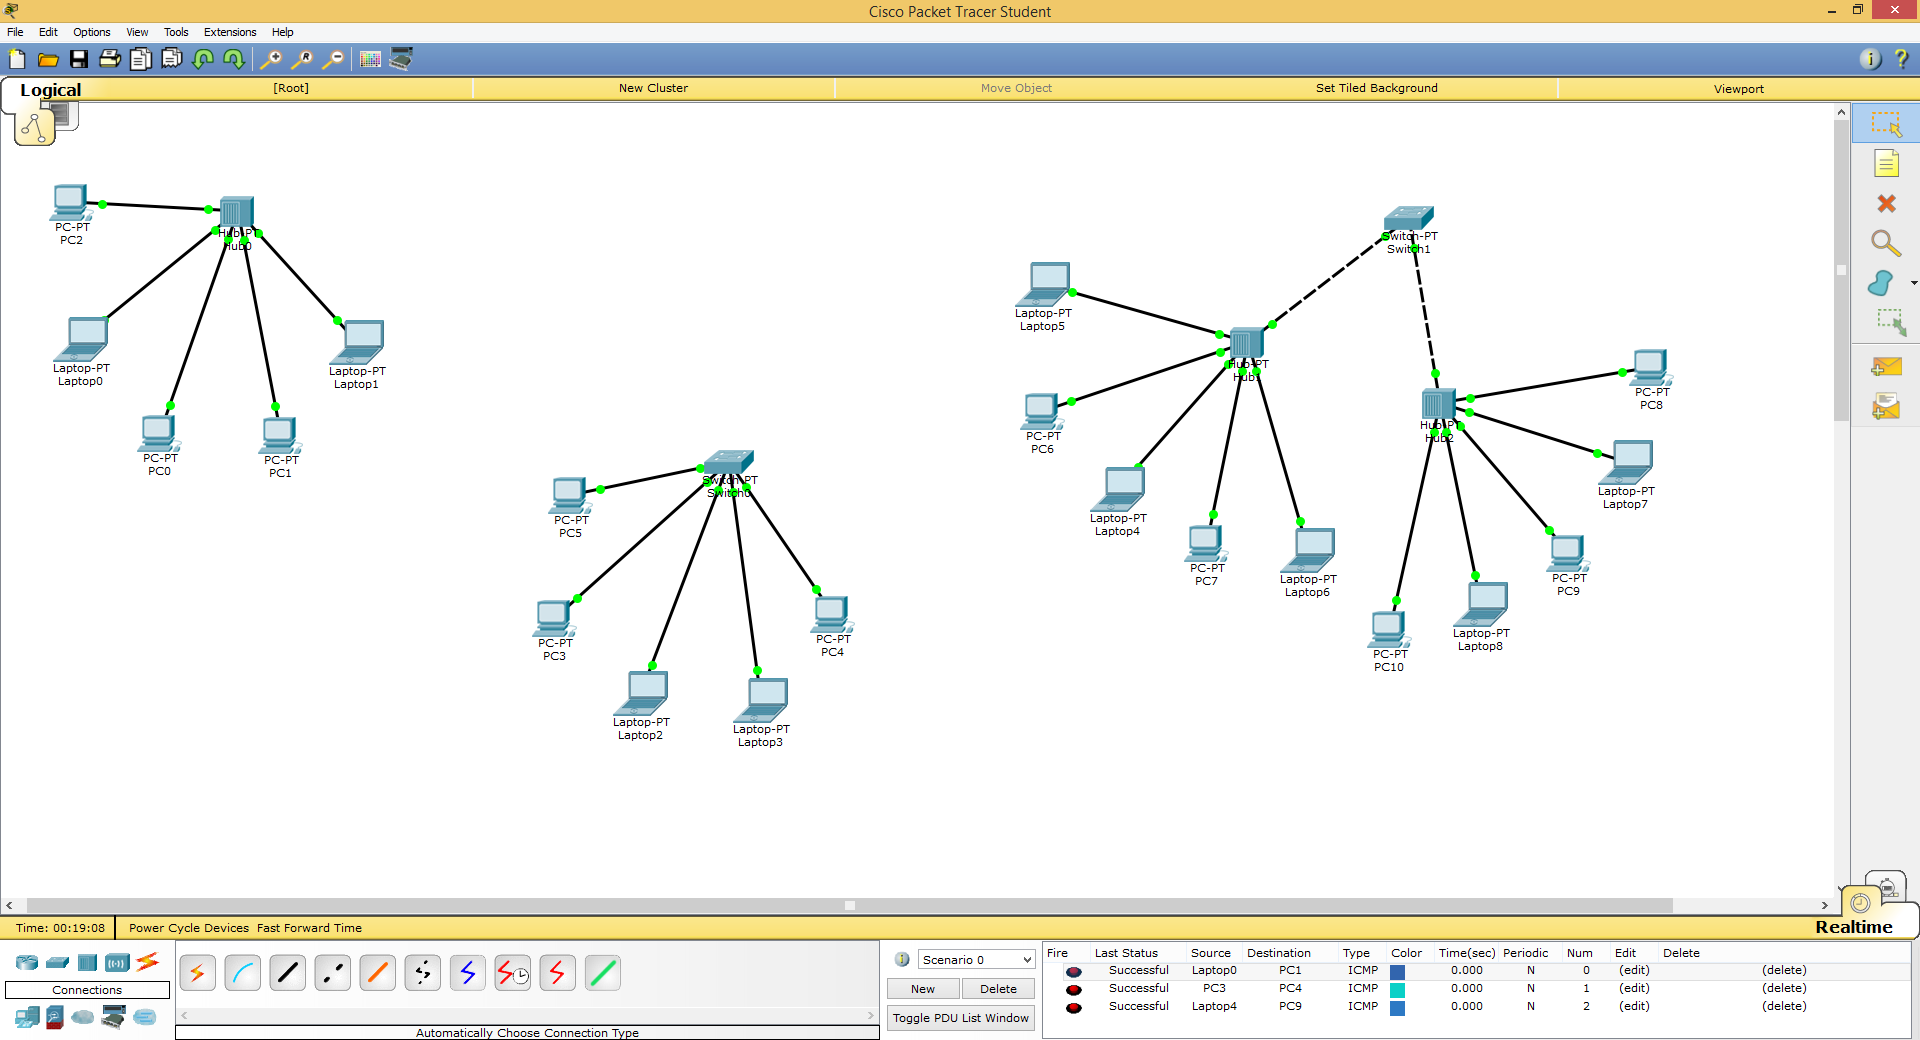 Cisco Packet Tracer Student
File Edit Options View Tools Extensions Help
Logical [Root] New Cluster Move Object Set Tiled Background Viewport
PC-PT
PC2
Hub-PT
Hub0
Laptop-PT
Laptop0
Laptop-PT
Laptop1
PC-PT
PC0
PC-PT
PC1
Switch-PT
Switch0
PC-PT
PC5
PC-PT
PC3
PC-PT
PC4
Laptop-PT
Laptop2
Laptop-PT
Laptop3
Switch-PT
Switch1
Laptop-PT
Laptop5
Hub-PT
Hub1
PC-PT
PC6
Laptop-PT
Laptop4
PC-PT
PC7
Laptop-PT
Laptop6
PC-PT
PC8
Hub-PT
Hub2
Laptop-PT
Laptop7
PC-PT
PC9
Laptop-PT
Laptop8
PC-PT
PC10
Time: 00:19:08 Power Cycle Devices Fast Forward Time Realtime
Connections
Automatically Choose Connection Type
Scenario 0
New Delete
Toggle PDU List Window
Fire Last Status Source Destination Type Color Time(sec) Periodic Num Edit Delete
Successful Laptop0 PC1 ICMP 0.000 N 0 (edit) (delete)
Successful PC3 PC4 ICMP 0.000 N 1 (edit) (delete)
Successful Laptop4 PC9 ICMP 0.000 N 2 (edit) (delete)